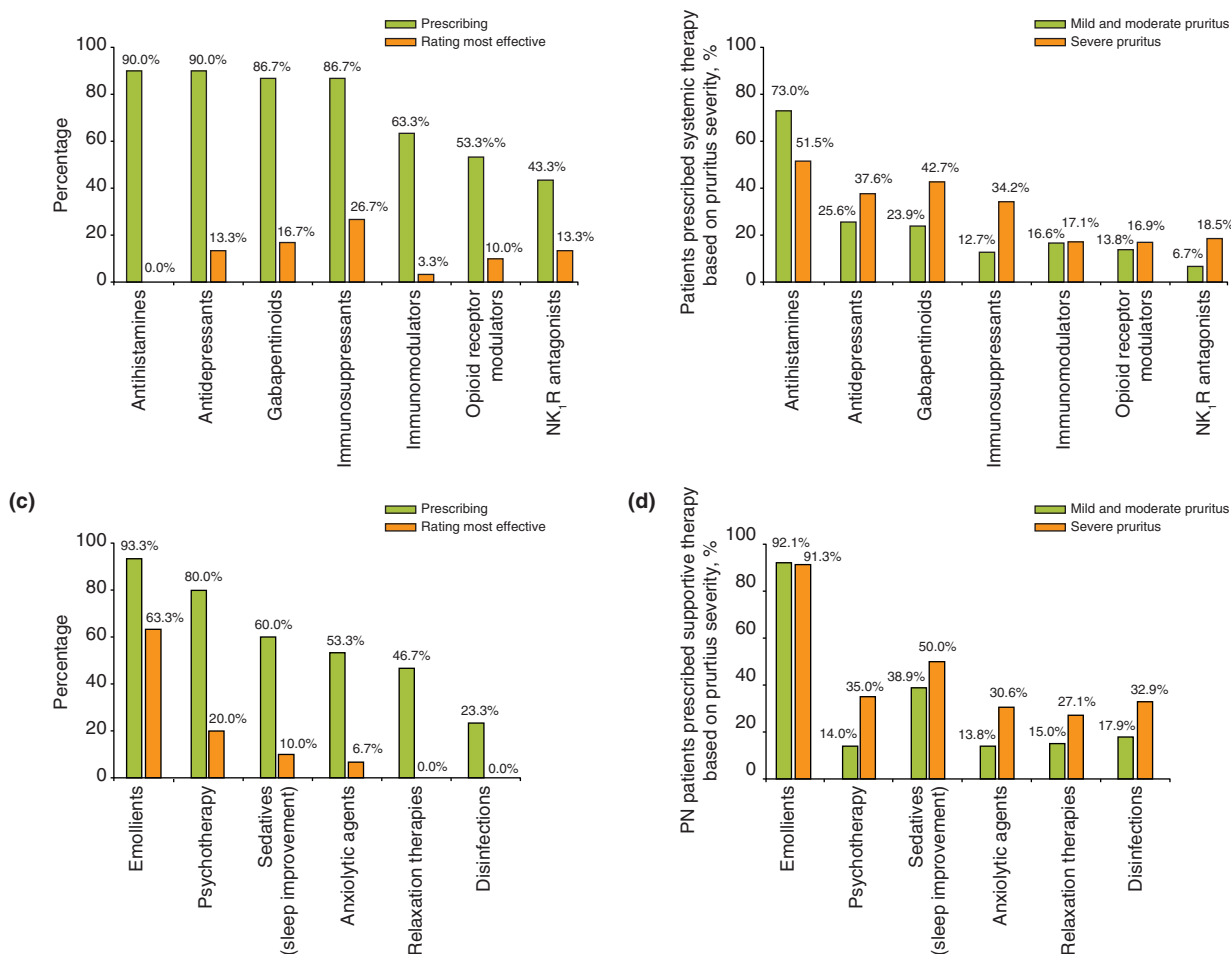 Prescribing
Rating most effective
Percentage
100
80
60
40
20
0
90.0%
0.0%
90.0%
13.3%
86.7%
16.7%
86.7%
26.7%
63.3%
3.3%
53.3%%
10.0%
43.3%
13.3%
Antihistamines
Antidepressants
Gabapentinoids
Immunosuppressants
Immunomodulators
Opioid receptor
modulators
NK1R antagonists
Mild and moderate pruritus
Severe pruritus
Patients prescribed systemic therapy
based on pruritus severity, %
100
80
60
40
20
0
73.0%
51.5%
25.6%
37.6%
23.9%
42.7%
12.7%
34.2%
16.6%
17.1%
13.8%
16.9%
6.7%
18.5%
Antihistamines
Antidepressants
Gabapentinoids
Immunosuppressants
Immunomodulators
Opioid receptor
modulators
NK1R antagonists
(c)
Prescribing
Rating most effective
Percentage
100
80
60
40
20
0
93.3%
63.3%
80.0%
20.0%
60.0%
10.0%
53.3%
6.7%
46.7%
0.0%
23.3%
0.0%
Emollients
Psychotherapy
Sedatives
(sleep improvement)
Anxiolytic agents
Relaxation therapies
Disinfections
(d)
Mild and moderate pruritus
Severe pruritus
PN patients prescribed supportive therapy
based on prurtius severity, %
100
80
60
40
20
0
92.1%
91.3%
14.0%
35.0%
38.9%
50.0%
13.8%
30.6%
15.0%
27.1%
17.9%
32.9%
Emollients
Psychotherapy
Sedatives
(sleep improvement)
Anxiolytic agents
Relaxation therapies
Disinfections